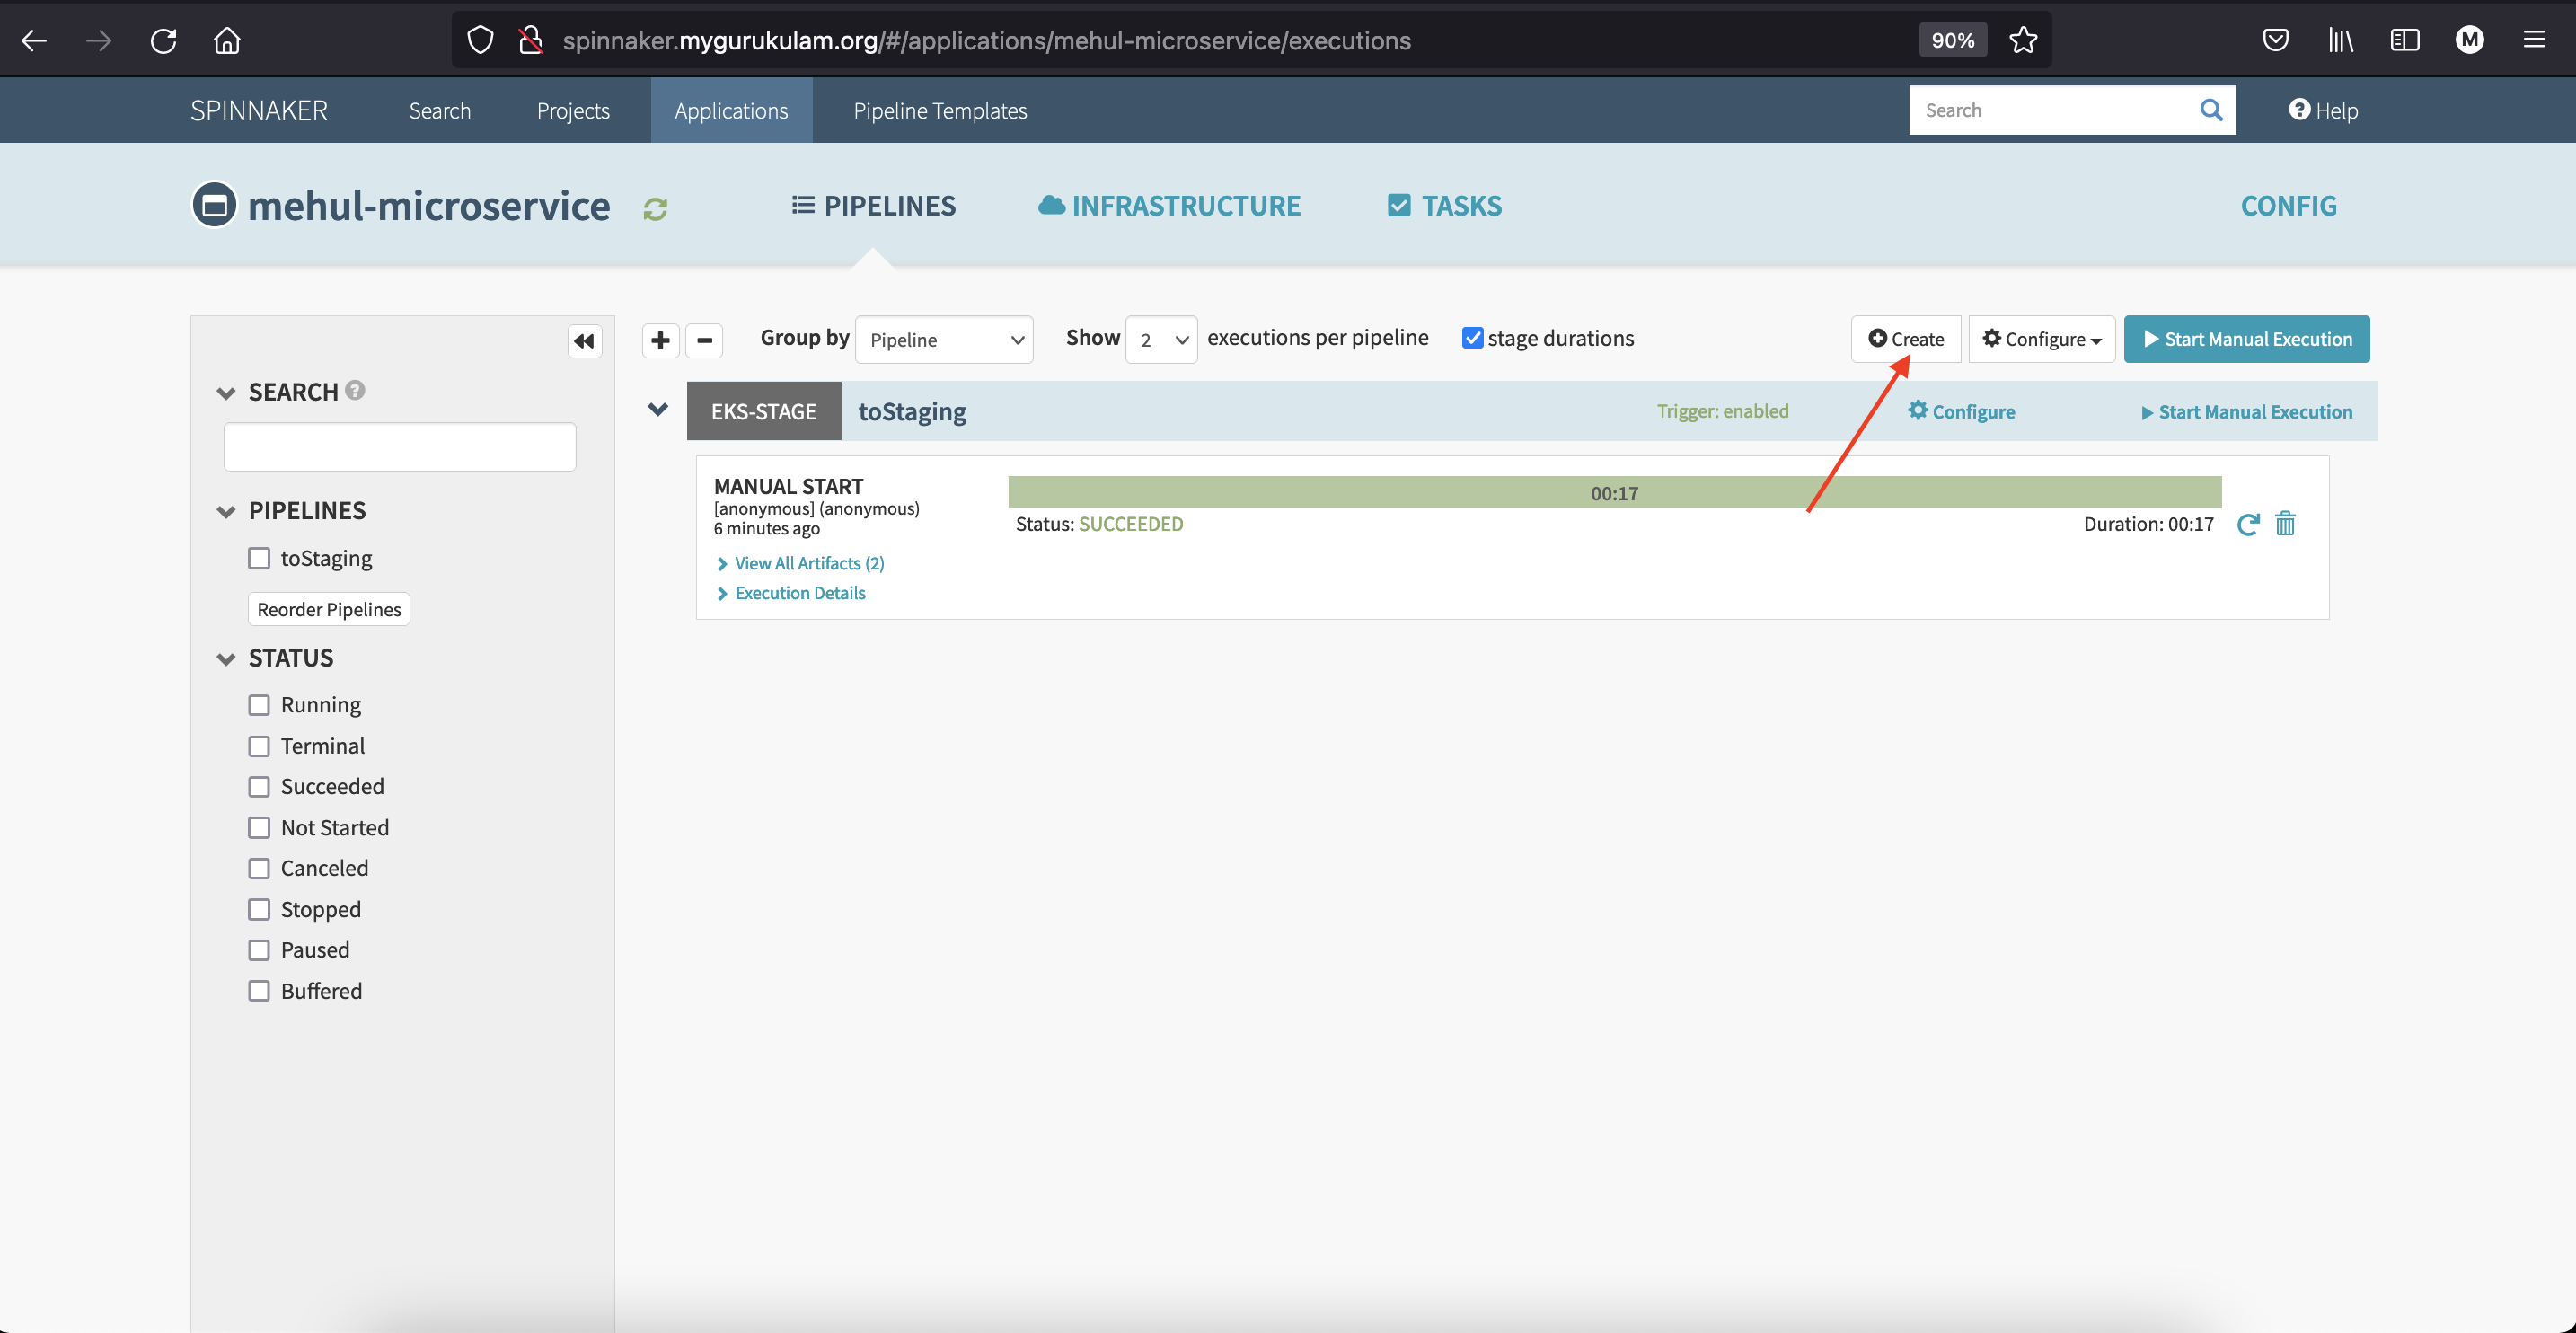 spinnaker.mygurukulam.org/#/applications/mehul-microservice/executions 90% M
SPINNAKER Search Projects Applications Pipeline Templates Search Help
mehul-microservice PIPELINES INFRASTRUCTURE TASKS CONFIG
Group by Pipeline Show 2 executions per pipeline stage durations Create Configure Start Manual Execution
SEARCH
PIPELINES
toStaging
Reorder Pipelines
STATUS
Running
Terminal
Succeeded
Not Started
Canceled
Stopped
Paused
Buffered
EKS-STAGE toStaging Trigger: enabled Configure Start Manual Execution
MANUAL START 00:17
[anonymous] (anonymous)
6 minutes ago
Status: SUCCEEDED Duration: 00:17
View All Artifacts (2)
Execution Details